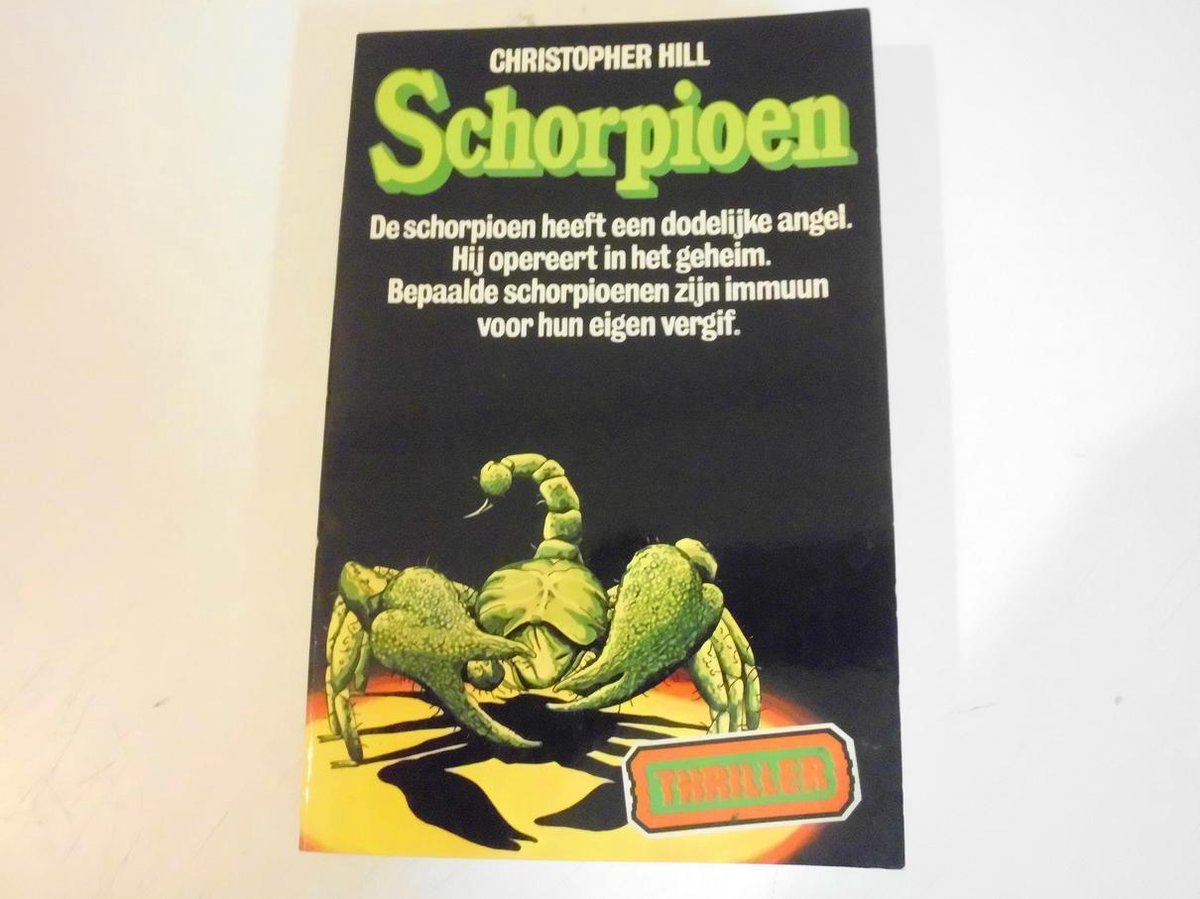 CHRISTOPHER HILL
Schorpioen
De schorpioen heeft een dodelijke angel.
Hij opereert in het geheim.
Bepaalde schorpioenen zijn immuun
voor hun eigen vergif.
THRILLER